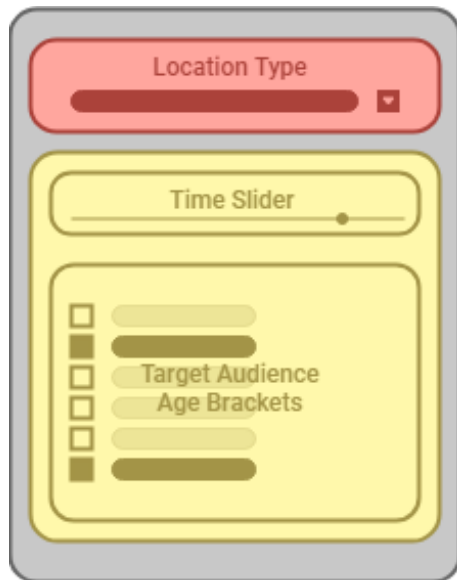 Location Type
Time Slider
Target Audience
Age Brackets